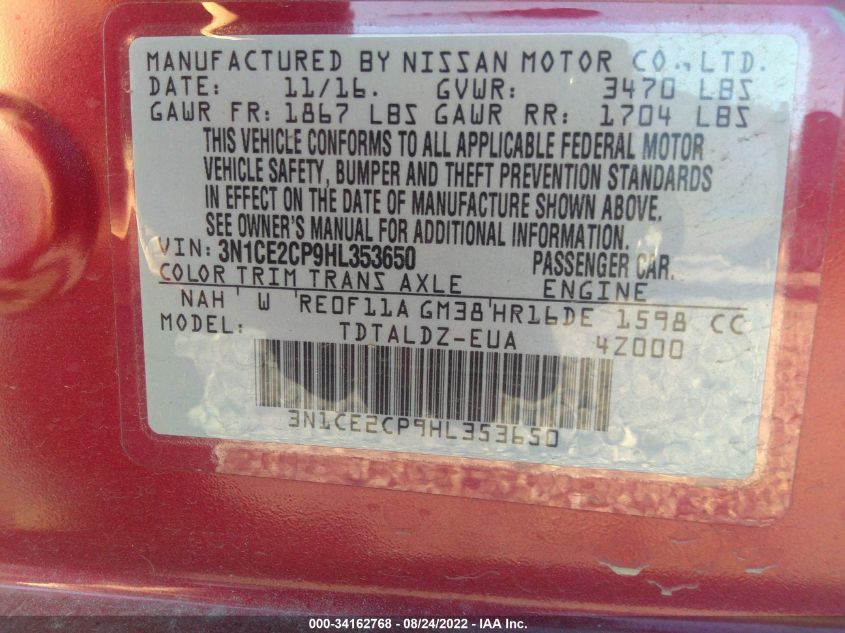 MANUFACTURED BY NISSAN MOTOR CO., LTD.
DATE: 11/16. GVWR: 3470 LBS
GAWR FR: 1867 LBS GAWR RR: 1704 LBS
THIS VEHICLE CONFORMS TO ALL APPLICABLE FEDERAL MOTOR
VEHICLE SAFETY, BUMPER AND THEFT PREVENTION STANDARDS
IN EFFECT ON THE DATE OF MANUFACTURE SHOWN ABOVE.
SEE OWNER'S MANUAL FOR ADDITIONAL INFORMATION.
VIN: 3N1CE2CP9HL353650 PASSENGER CAR.
COLOR TRIM TRANS AXLE ENGINE
NAH' W 'RE0F11A GM38'HR16DE 1598 CC
MODEL: TDTALDZ-EUA 4Z000
3N1CE2CP9HL353650
000-34162768 - 08/24/2022 - IAA Inc.